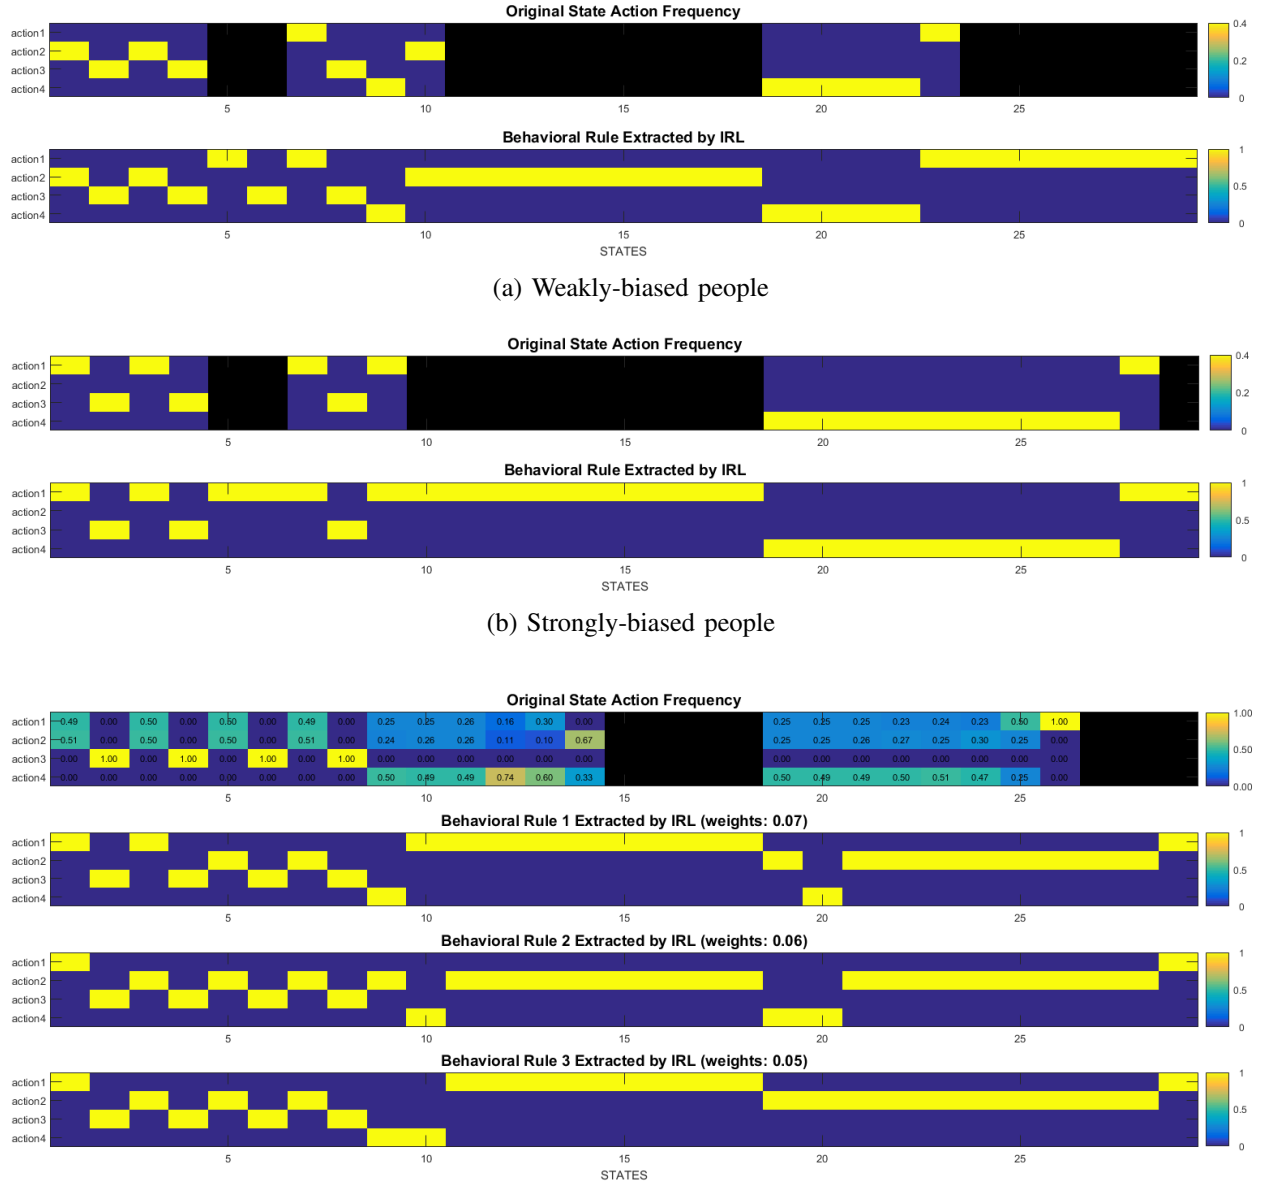 Original State Action Frequency
action1
action2
action3
action4
5 10 15 20 25
0.4
0.2
0
Behavioral Rule Extracted by IRL
action1
action2
action3
action4
5 10 15 20 25
1
0.5
0
STATES
(a) Weakly-biased people
Original State Action Frequency
action1
action2
action3
action4
5 10 15 20 25
0.4
0.2
0
Behavioral Rule Extracted by IRL
action1
action2
action3
action4
5 10 15 20 25
1
0.5
0
STATES
(b) Strongly-biased people
Original State Action Frequency
action1 0.49 0.00 0.50 0.00 0.50 0.00 0.49 0.00 0.25 0.25 0.26 0.16 0.30 0.00 0.25 0.25 0.25 0.23 0.24 0.23 0.50 1.00
action2 0.51 0.00 0.50 0.00 0.50 0.00 0.51 0.00 0.24 0.26 0.26 0.11 0.10 0.67 0.25 0.25 0.26 0.27 0.25 0.30 0.25 0.00
action3 0.00 1.00 0.00 1.00 0.00 1.00 0.00 1.00 0.00 0.00 0.00 0.00 0.00 0.00 0.00 0.00 0.00 0.00 0.00 0.00 0.00 0.00
action4 0.00 0.00 0.00 0.00 0.00 0.00 0.00 0.00 0.50 0.49 0.49 0.74 0.60 0.33 0.50 0.49 0.49 0.50 0.51 0.47 0.25 0.00
5 10 15 20 25
1.00
0.50
0.00
Behavioral Rule 1 Extracted by IRL (weights: 0.07)
action1
action2
action3
action4
5 10 15 20 25
1
0.5
0
Behavioral Rule 2 Extracted by IRL (weights: 0.06)
action1
action2
action3
action4
5 10 15 20 25
1
0.5
0
Behavioral Rule 3 Extracted by IRL (weights: 0.05)
action1
action2
action3
action4
5 10 15 20 25
1
0.5
0
STATES